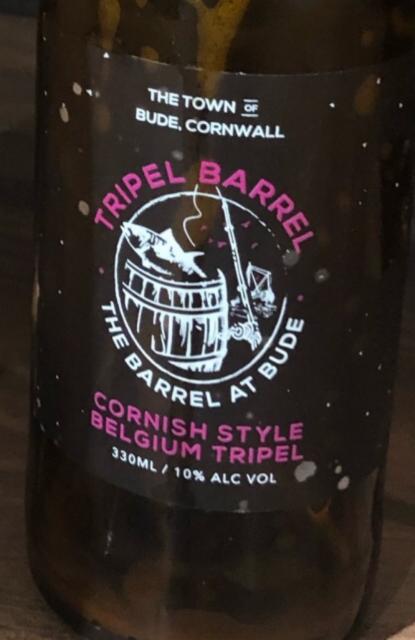 THE TOWN OF
BUDE, CORNWALL
TRIPEL BARREL
THE BARREL AT BUDE
CORNISH STYLE
BELGIUM TRIPEL
330ML / 10% ALC VOL